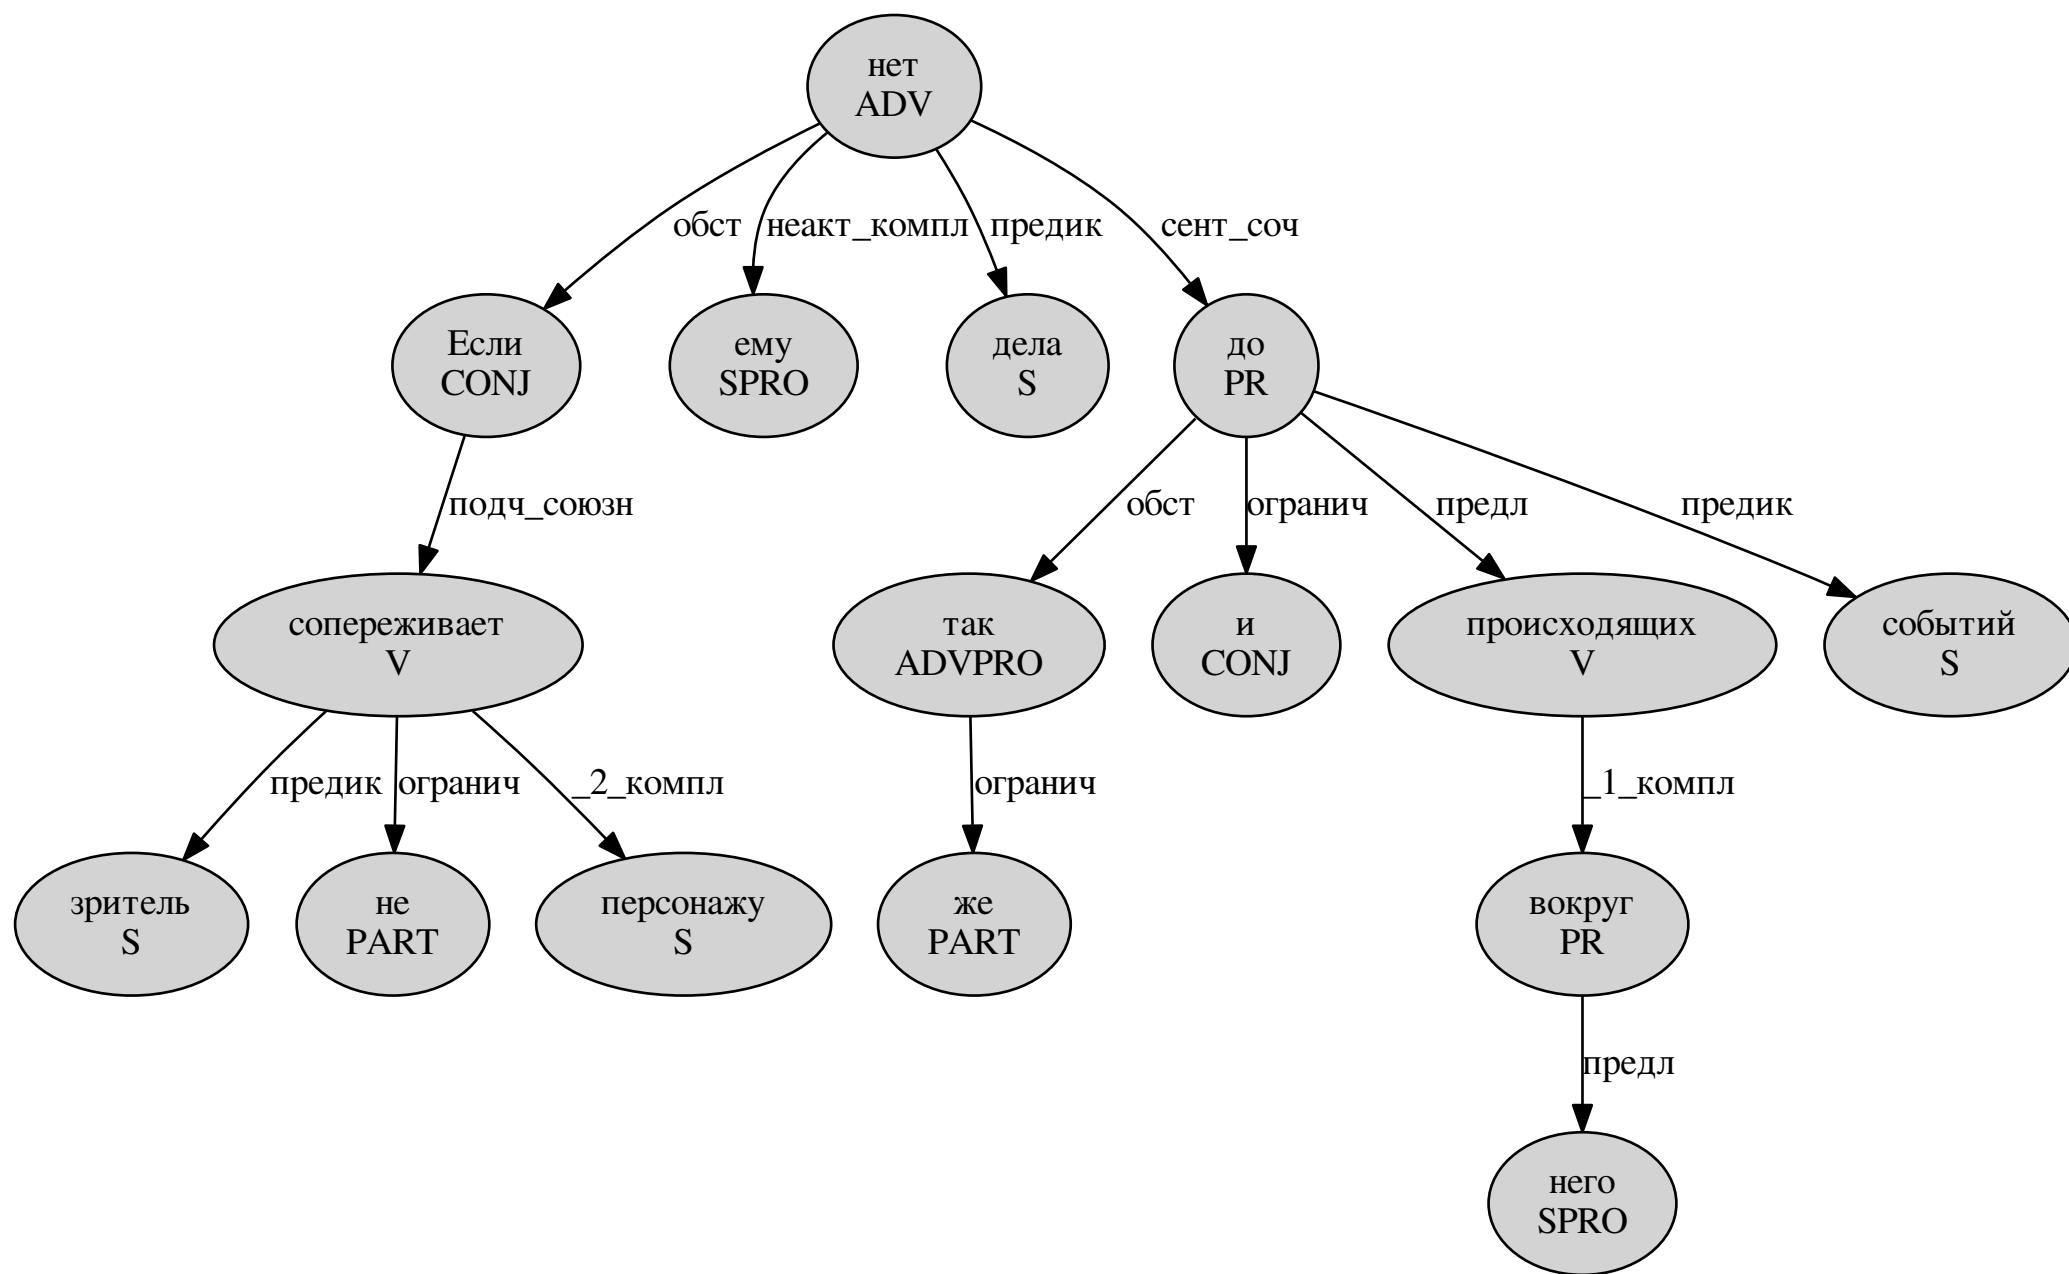 нет
ADV
обст
неакт_компл
предик
сент_соч
Если
CONJ
ему
SPRO
дела
S
до
PR
подч_союзн
обст
огранич
предл
предик
сопереживает
V
так
ADVPRO
и
CONJ
происходящих
V
событий
S
предик
огранич
_2_компл
огранич
_1_компл
зритель
S
не
PART
персонажу
S
же
PART
вокруг
PR
предл
него
SPRO